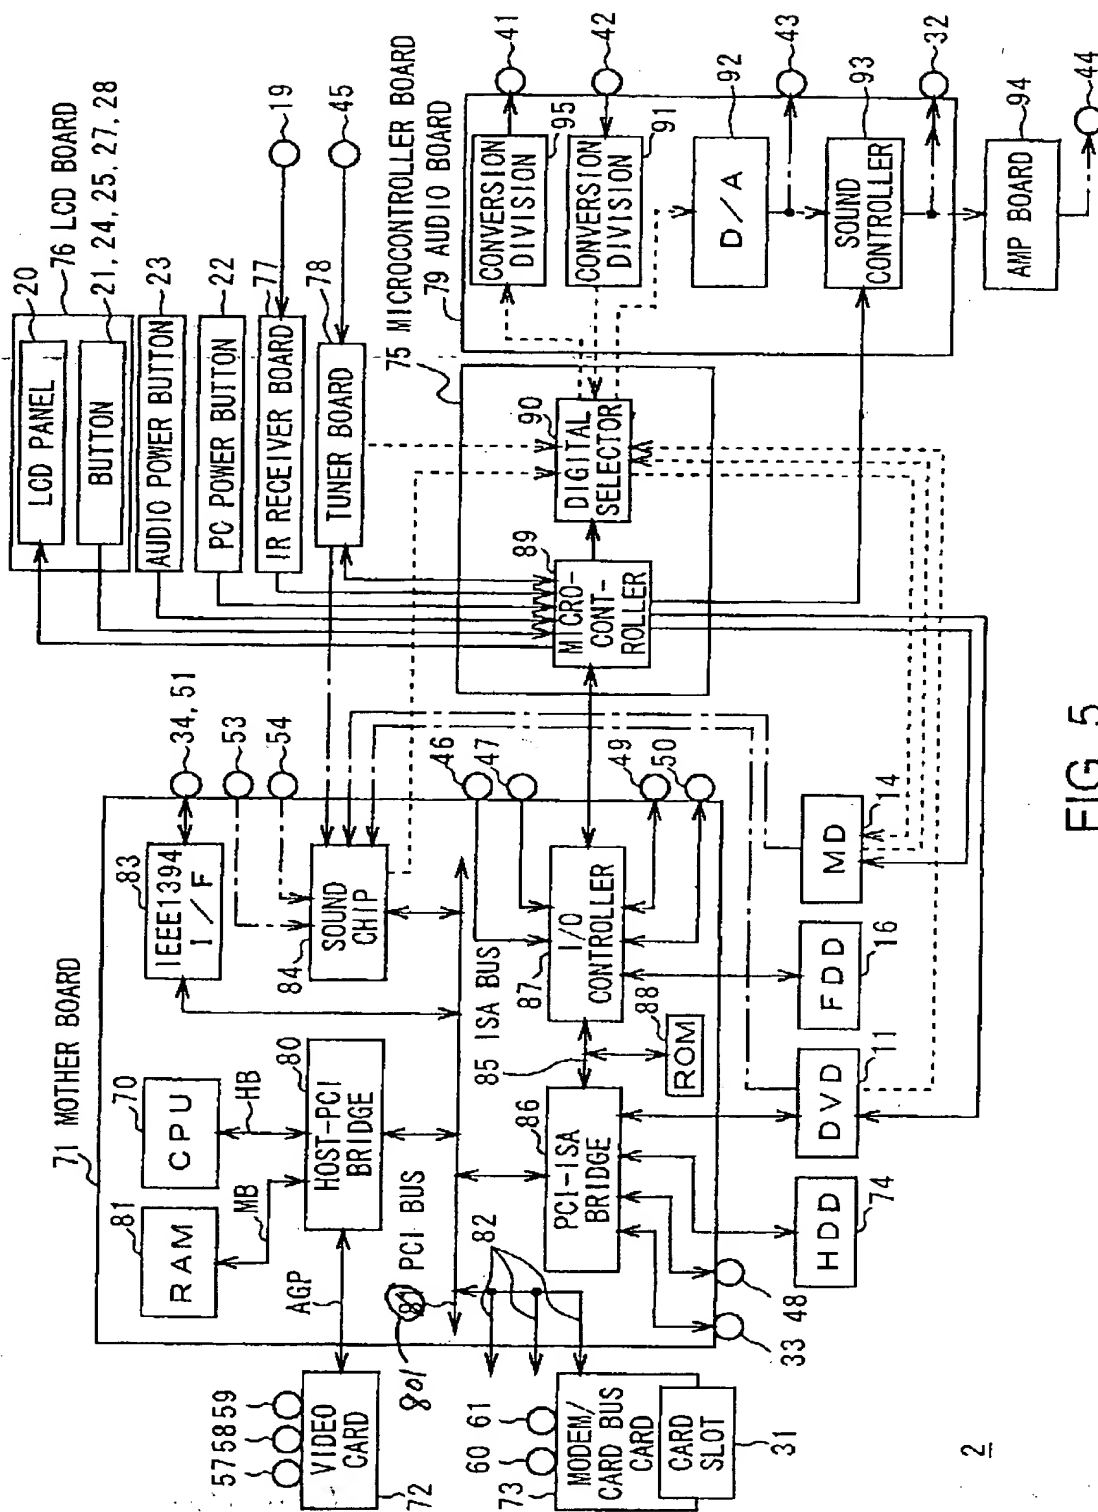 71 MOTHER BOARD
81
RAM
MB
70
CPU
HB
80
HOST-PCI
BRIDGE
AGP
83
IEEE1394
I/F
34, 51
53
54
84
SOUND
CHIP
57
58
59
VIDEO
CARD
72
801
81 PCI BUS
82
85 ISA BUS
86
PCI-ISA
BRIDGE
87
I/O
CONTROLLER
88
ROM
46
47
49
50
60
61
73
MODEM/
CARD BUS
CARD
CARD
SLOT
31
33
48
HDD
74
DVD
11
FDD
16
MD
14
20
76 LCD BOARD
LCD PANEL
21, 24, 25, 27, 28
BUTTON
23
AUDIO POWER BUTTON
22
PC POWER BUTTON
77
IR RECEIVER BOARD
78
TUNER BOARD
19
45
75 MICROCONTROLLER BOARD
89
MICRO-
CONT-
ROLLER
90
DIGITAL
SELECTOR
79 AUDIO BOARD
CONVERSION
DIVISION
95
CONVERSION
DIVISION
91
D/A
92
SOUND
CONTROLLER
93
AMP BOARD
94
41
42
43
32
44
2
FIG. 5